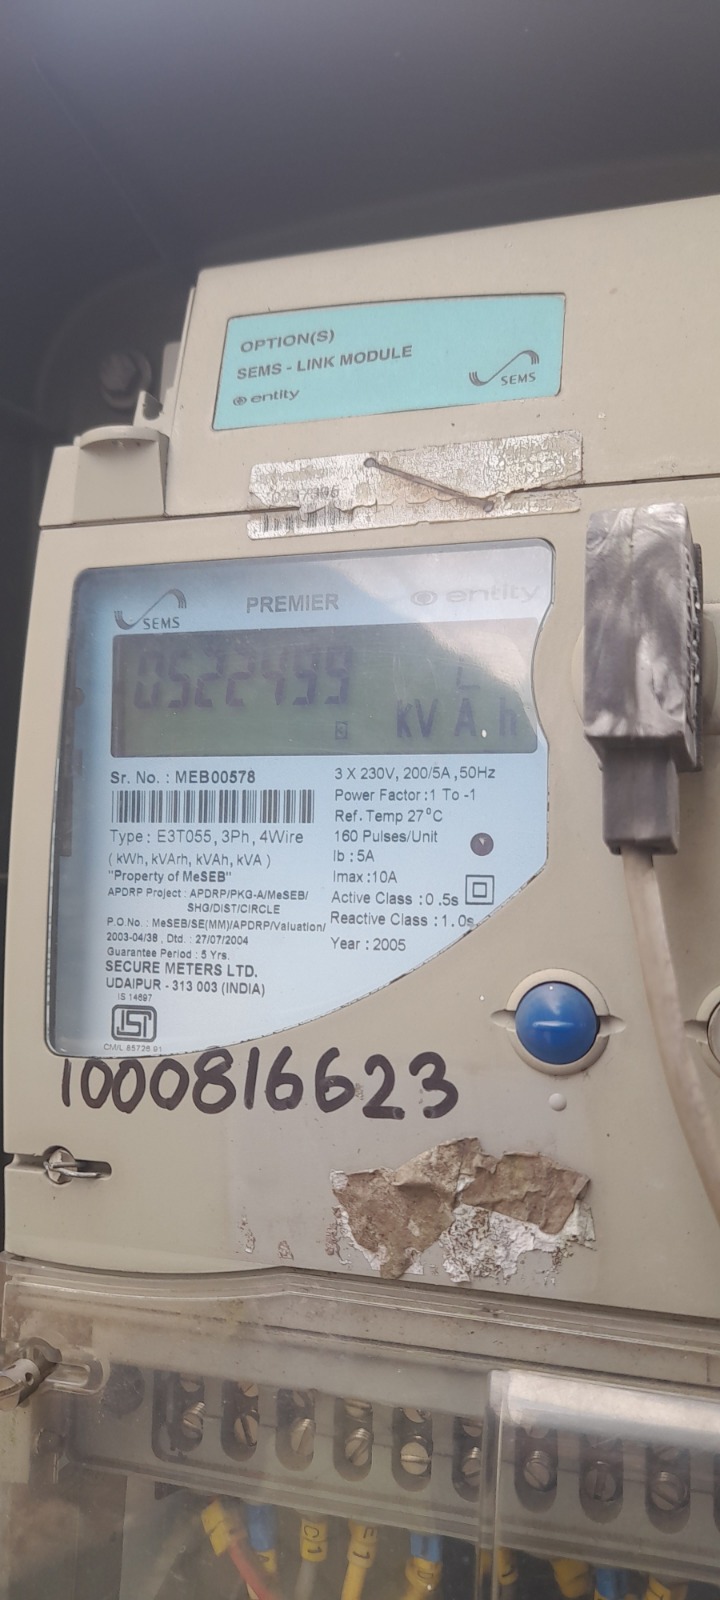 OPTION(S)
SEMS - LINK MODULE
SEMS
entity
SEMS
PREMIER
entity
0522499
kV A h
Sr. No. : MEB00578
3 X 230V, 200/5A ,50Hz
Power Factor :1 To -1
Ref. Temp 27°C
Type : E3T055, 3Ph, 4Wire
160 Pulses/Unit
( kWh, kVArh, kVAh, kVA )
Ib : 5A
"Property of MeSEB"
Imax :10A
APDRP Project : APDRP/PKG-A/MeSEB/
SHG/DIST/CIRCLE
Active Class : 0 .5s
P.O.No. : MeSEB/SE(MM)/APDRP/Valuation/
Reactive Class : 1.0s
2003-04/38 , Dtd. : 27/07/2004
Guarantee Period : 5 Yrs.
Year : 2005
SECURE METERS LTD.
UDAIPUR - 313 003 (INDIA)
IS 14697
ISI
1000816623
C1